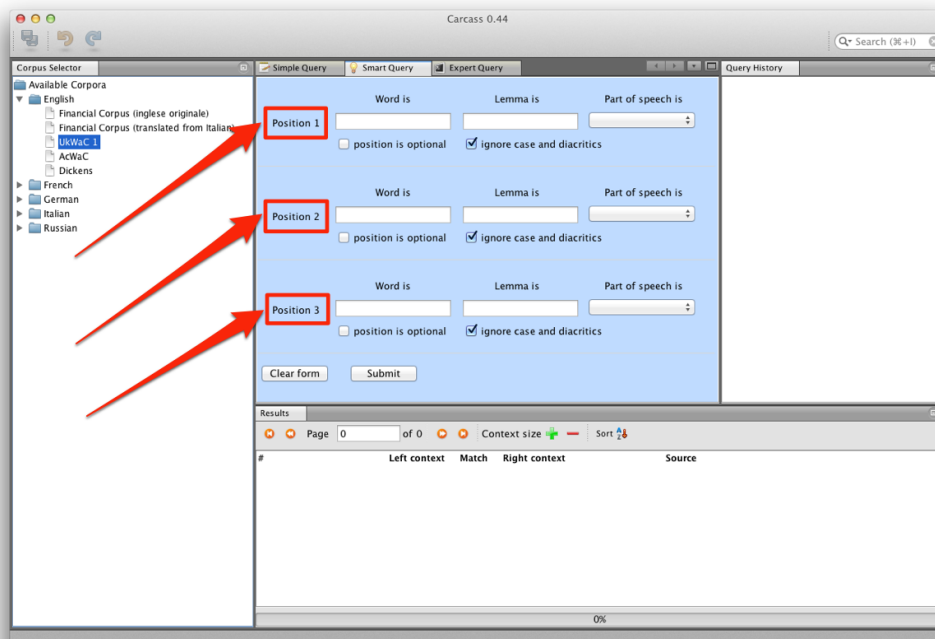 Carcass 0.44
Search (⌘+I)
Corpus Selector
Available Corpora
English
Financial Corpus (inglese originale)
Financial Corpus (translated from Italian)
UkWaC 1
AcWaC
Dickens
French
German
Italian
Russian
Simple Query
Smart Query
Expert Query
Word is
Lemma is
Part of speech is
Position 1
position is optional
ignore case and diacritics
Word is
Lemma is
Part of speech is
Position 2
position is optional
ignore case and diacritics
Word is
Lemma is
Part of speech is
Position 3
position is optional
ignore case and diacritics
Clear form
Submit
Query History
Results
Page 0 of 0 Context size Sort
# Left context Match Right context Source
0%